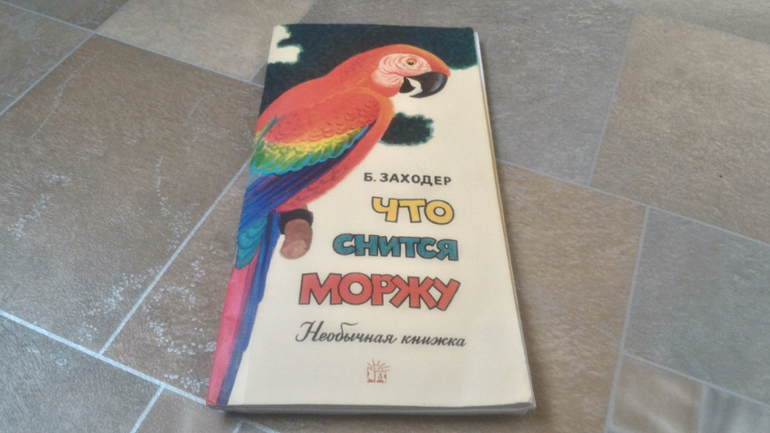 Б. ЗАХОДЕР
ЧТО
СНИТСЯ
МОРЖУ
Необычная книжка